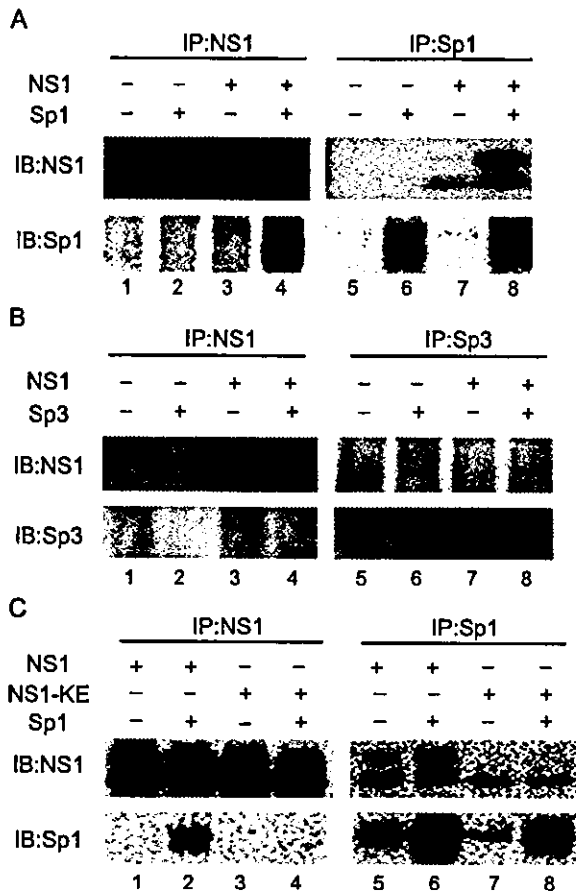 A
IP:NS1 IP:Sp1
NS1 – – + + – – + +
Sp1 – + – + – + – +
IB:NS1
IB:Sp1
1 2 3 4 5 6 7 8
B
IP:NS1 IP:Sp3
NS1 – – + + – – + +
Sp3 – + – + – + – +
IB:NS1
IB:Sp3
1 2 3 4 5 6 7 8
C
IP:NS1 IP:Sp1
NS1 + + – – + + – –
NS1-KE – – + + – – + +
Sp1 – + – + – + – +
IB:NS1
IB:Sp1
1 2 3 4 5 6 7 8